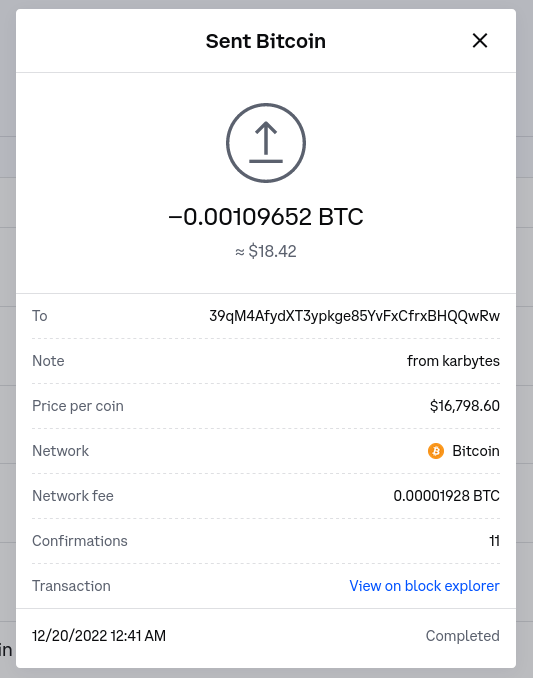 Sent Bitcoin
−0.00109652 BTC
≈ $18.42
To 39qM4AfydXT3ypkge85YvFxCfrxBHQQwRw
Note from karbytes
Price per coin $16,798.60
Network Bitcoin
Network fee 0.00001928 BTC
Confirmations 11
Transaction View on block explorer
in
12/20/2022 12:41 AM Completed